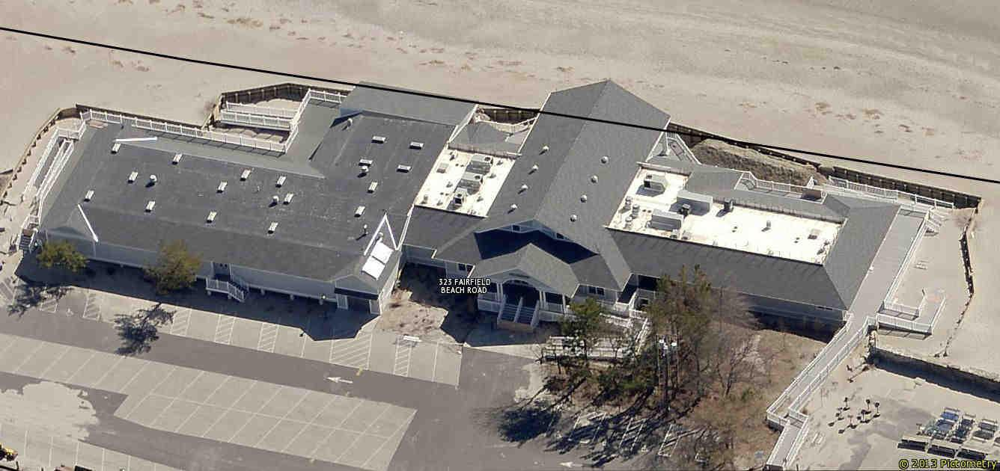 323 FAIRFIELD
BEACH ROAD
© 2013 Pictometry